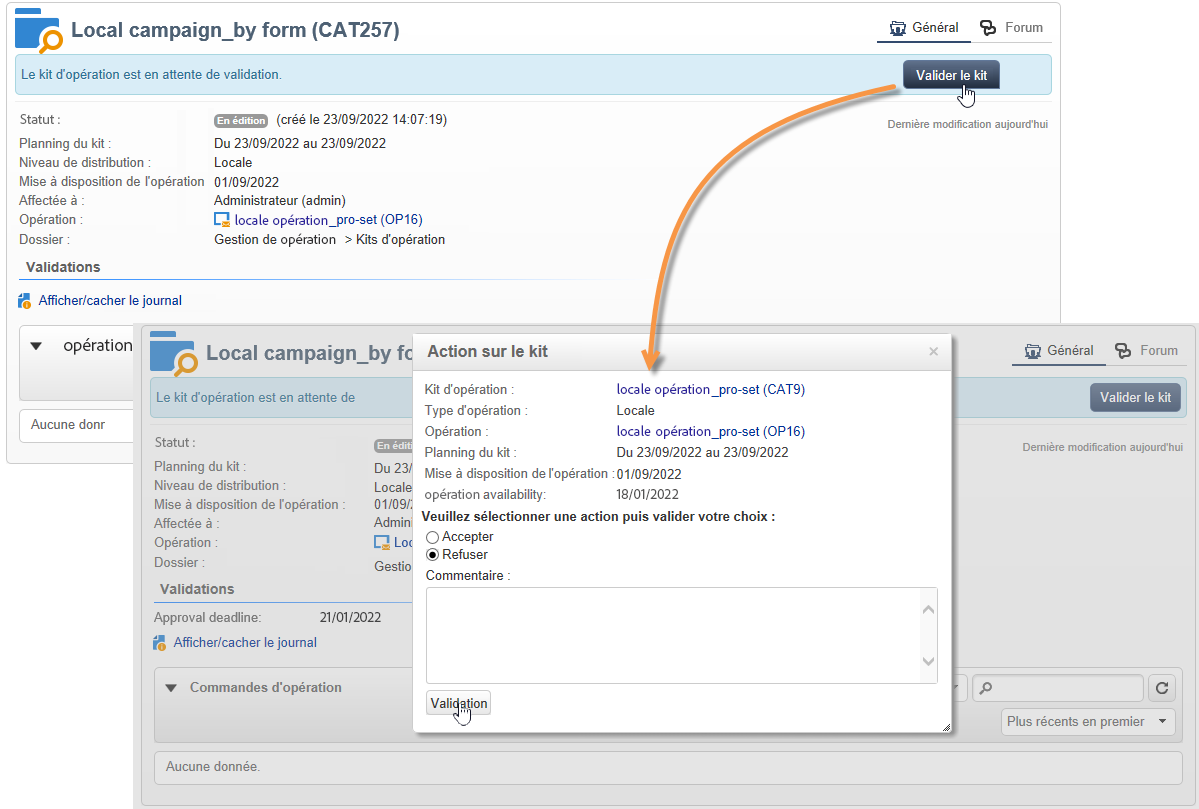 Local campaign_by form (CAT257)
Général Forum
Le kit d'opération est en attente de validation.
Valider le kit
Statut : En édition (créé le 23/09/2022 14:07:19)
Dernière modification aujourd'hui
Planning du kit : Du 23/09/2022 au 23/09/2022
Niveau de distribution : Locale
Mise à disposition de l'opération 01/09/2022
Affectée à : Administrateur (admin)
Opération : locale opération_pro-set (OP16)
Dossier : Gestion de opération > Kits d'opération
Validations
Afficher/cacher le journal
opération
Aucune donr
Local campaign_by fo
Général Forum
Le kit d'opération est en attente de
Valider le kit
Statut : En édit
Dernière modification aujourd'hui
Planning du kit : Du 23/
Niveau de distribution : Locale
Mise à disposition de l'opération : 01/09/
Affectée à : Admini
Opération : Loc
Dossier : Gestio
Validations
Approval deadline: 21/01/2022
Afficher/cacher le journal
Commandes d'opération
Plus récents en premier
Aucune donnée.
Action sur le kit
Kit d'opération : locale opération_pro-set (CAT9)
Type d'opération : Locale
Opération : locale opération_pro-set (OP16)
Planning du kit : Du 23/09/2022 au 23/09/2022
Mise à disposition de l'opération : 01/09/2022
opération availability: 18/01/2022
Veuillez sélectionner une action puis valider votre choix :
Accepter
Refuser
Commentaire :
Validation